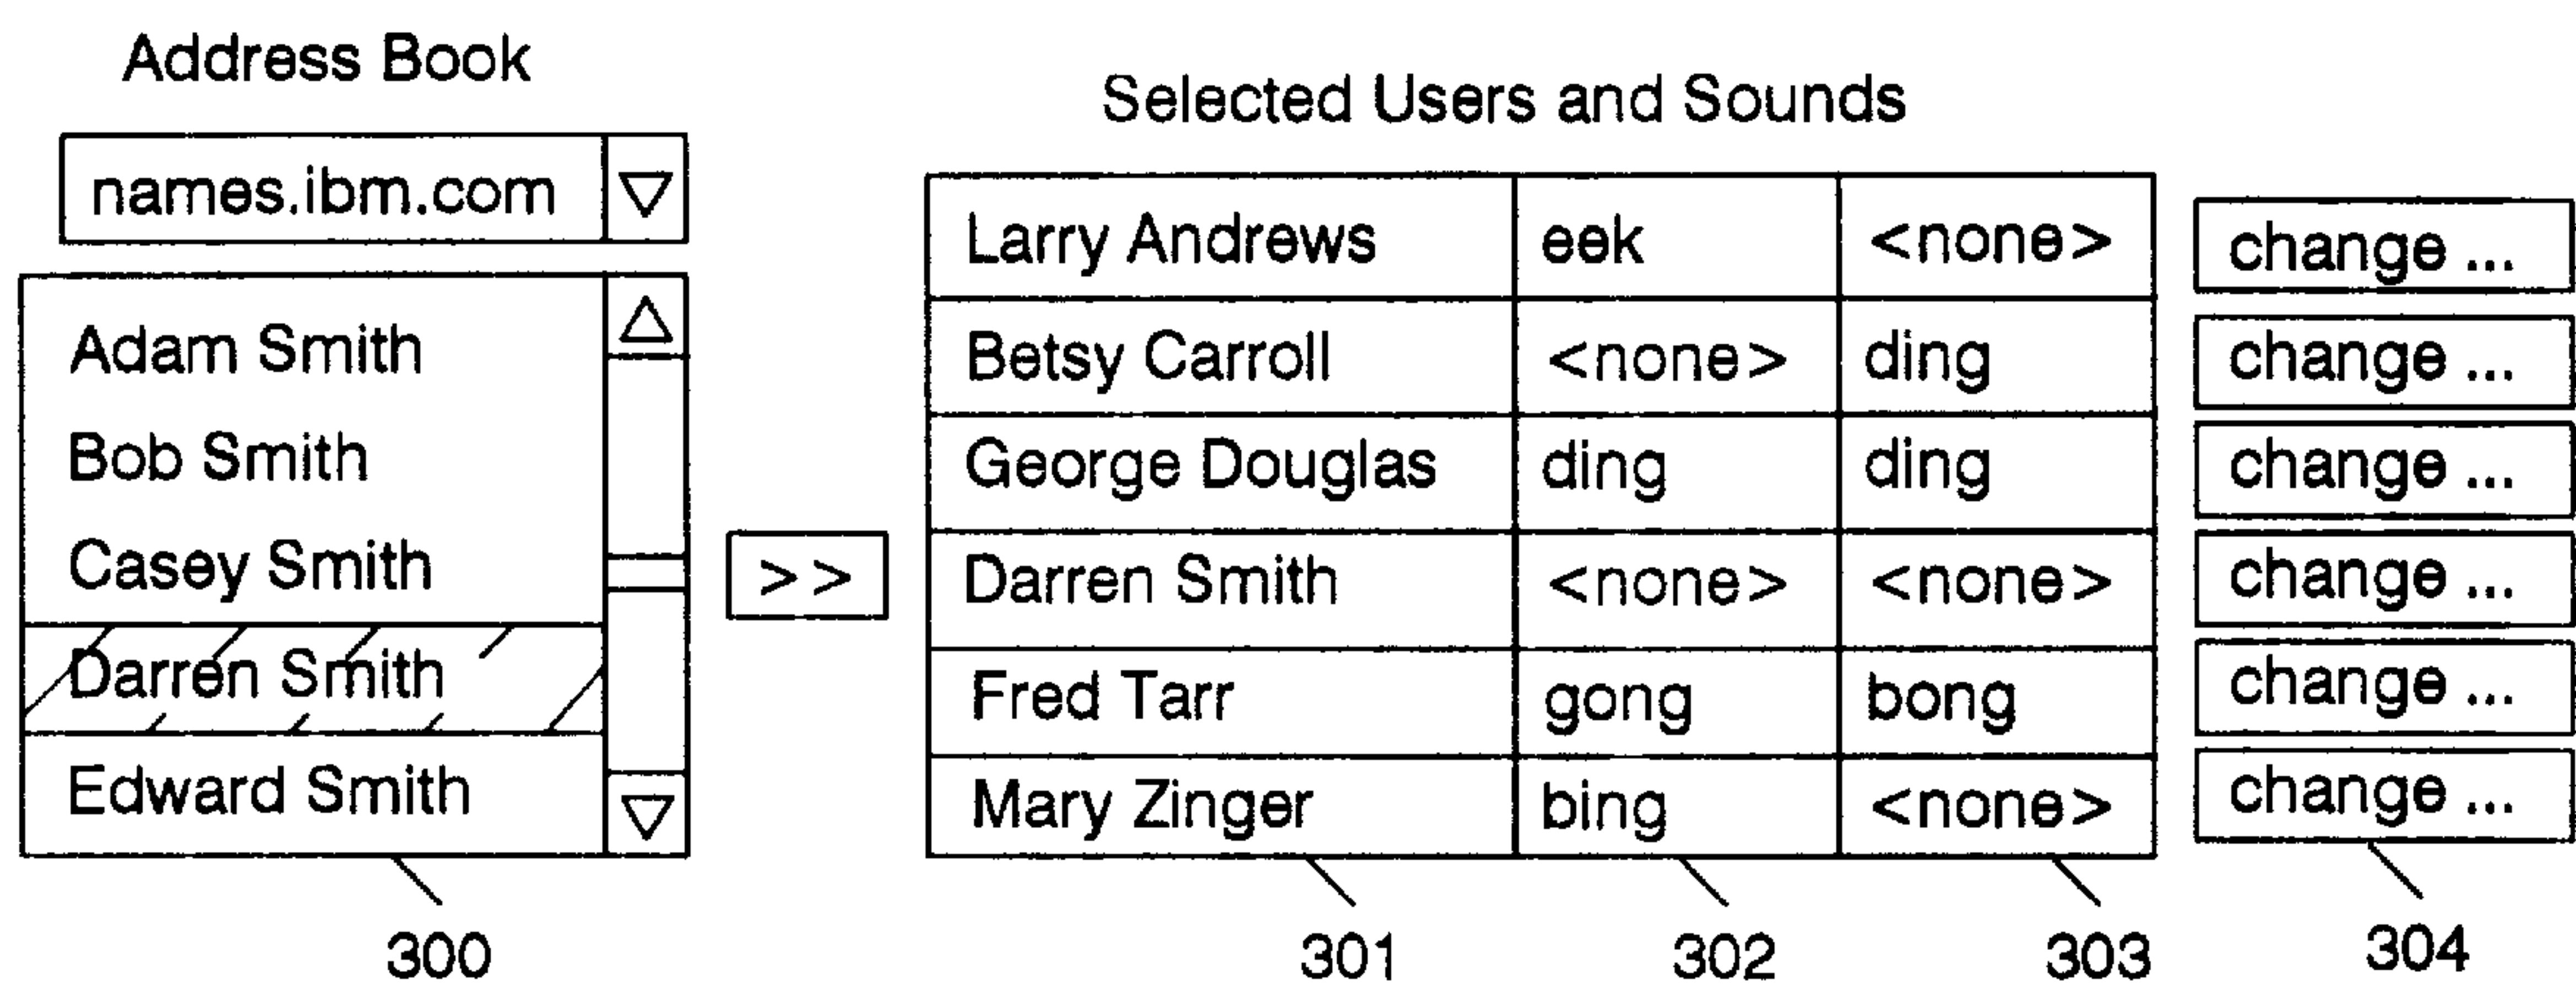 Address Book
names.ibm.com
Adam Smith
Bob Smith
Casey Smith
Darren Smith
Edward Smith
300
>>
Selected Users and Sounds
Larry Andrews eek <none> change ...
Betsy Carroll <none> ding change ...
George Douglas ding ding change ...
Darren Smith <none> <none> change ...
Fred Tarr gong bong change ...
Mary Zinger bing <none> change ...
301 302 303 304